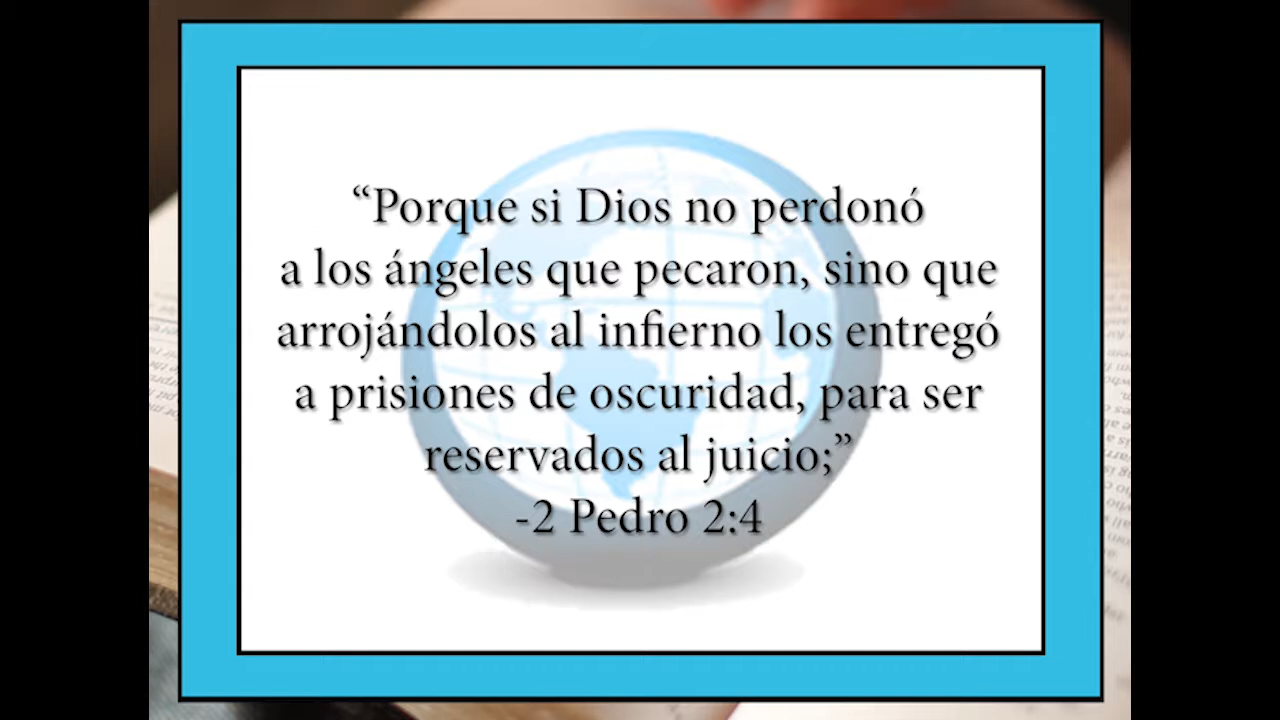 “Porque si Dios no perdonó
a los ángeles que pecaron, sino que
arrojándolos al infierno los entregó
a prisiones de oscuridad, para ser
reservados al juicio;”
-2 Pedro 2:4